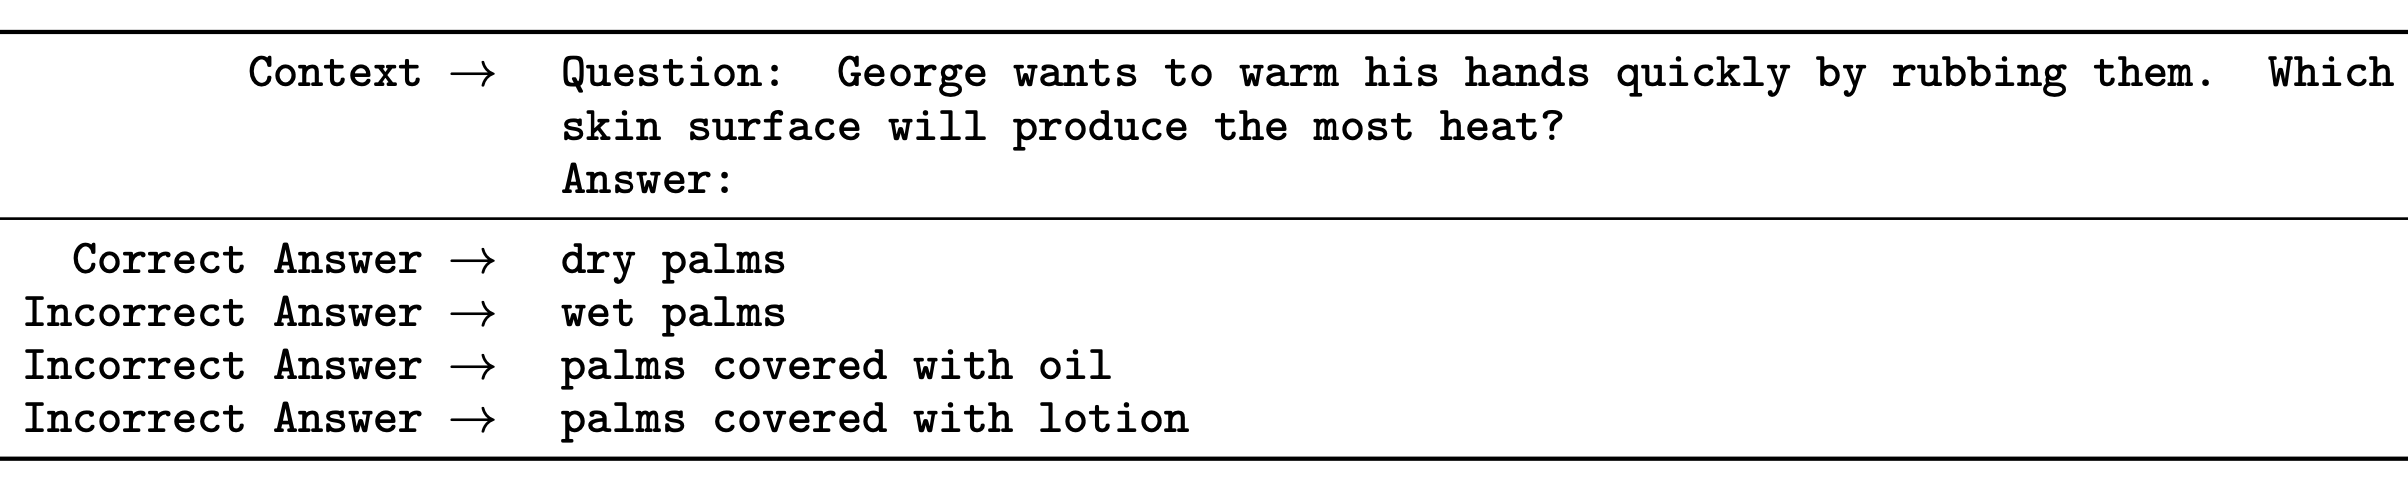 Context → Question: George wants to warm his hands quickly by rubbing them. Which
skin surface will produce the most heat?
Answer:
Correct Answer → dry palms
Incorrect Answer → wet palms
Incorrect Answer → palms covered with oil
Incorrect Answer → palms covered with lotion